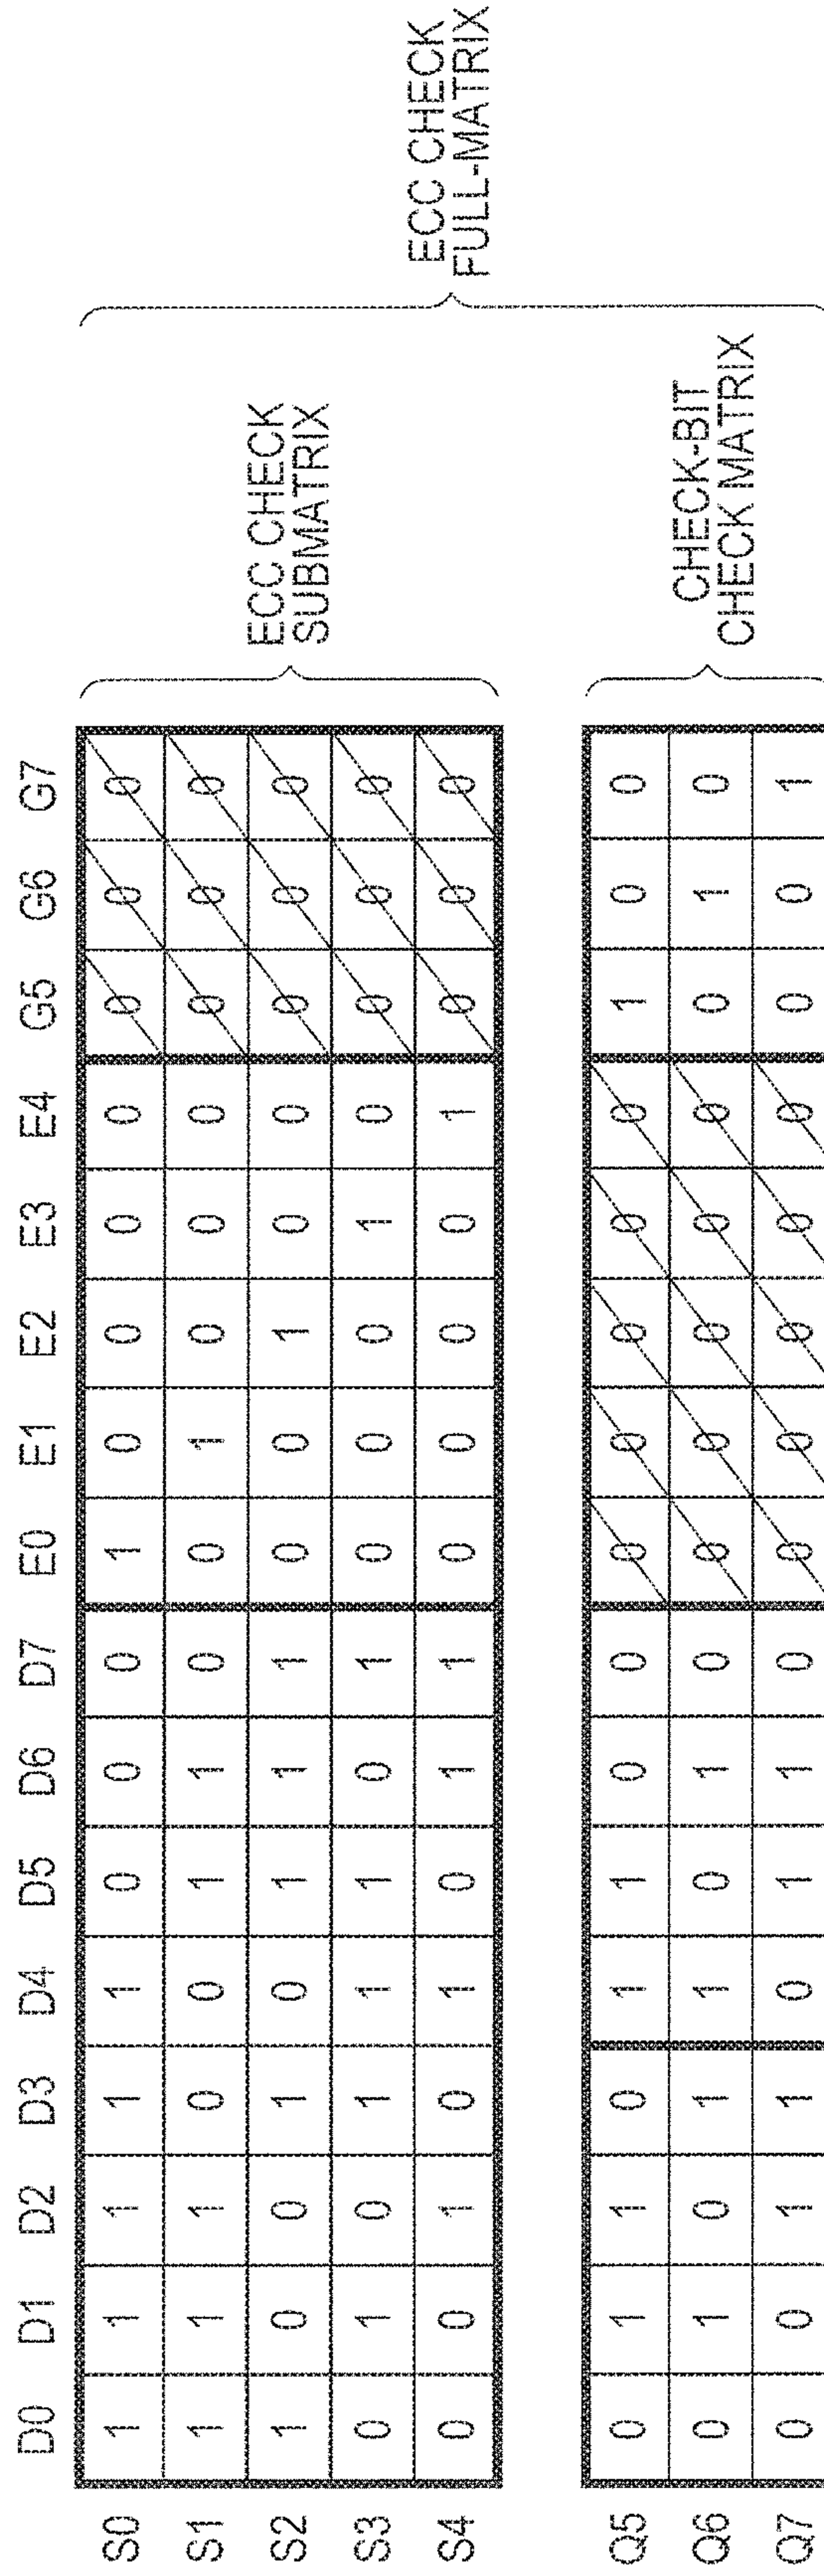 D0 D1 D2 D3 D4 D5 D6 D7 E0 E1 E2 E3 E4 G5 G6 G7
S0 1 1 1 1 1 0 0 0 1 0 0 0 0 0 0 0
S1 1 1 1 0 0 1 1 0 0 1 0 0 0 0 0 0
S2 1 0 0 1 0 1 1 1 0 0 1 0 0 0 0 0
S3 0 1 0 1 1 1 0 1 0 0 0 1 0 0 0 0
S4 0 0 1 0 1 0 1 1 0 0 0 0 1 0 0 0
ECC CHECK
SUBMATRIX
Q5 0 1 1 0 1 1 0 0 0 0 0 0 0 1 0 0
Q6 0 1 0 1 1 0 1 0 0 0 0 0 0 0 1 0
Q7 0 0 1 1 0 1 1 0 0 0 0 0 0 0 0 1
CHECK-BIT
CHECK MATRIX
ECC CHECK
FULL-MATRIX